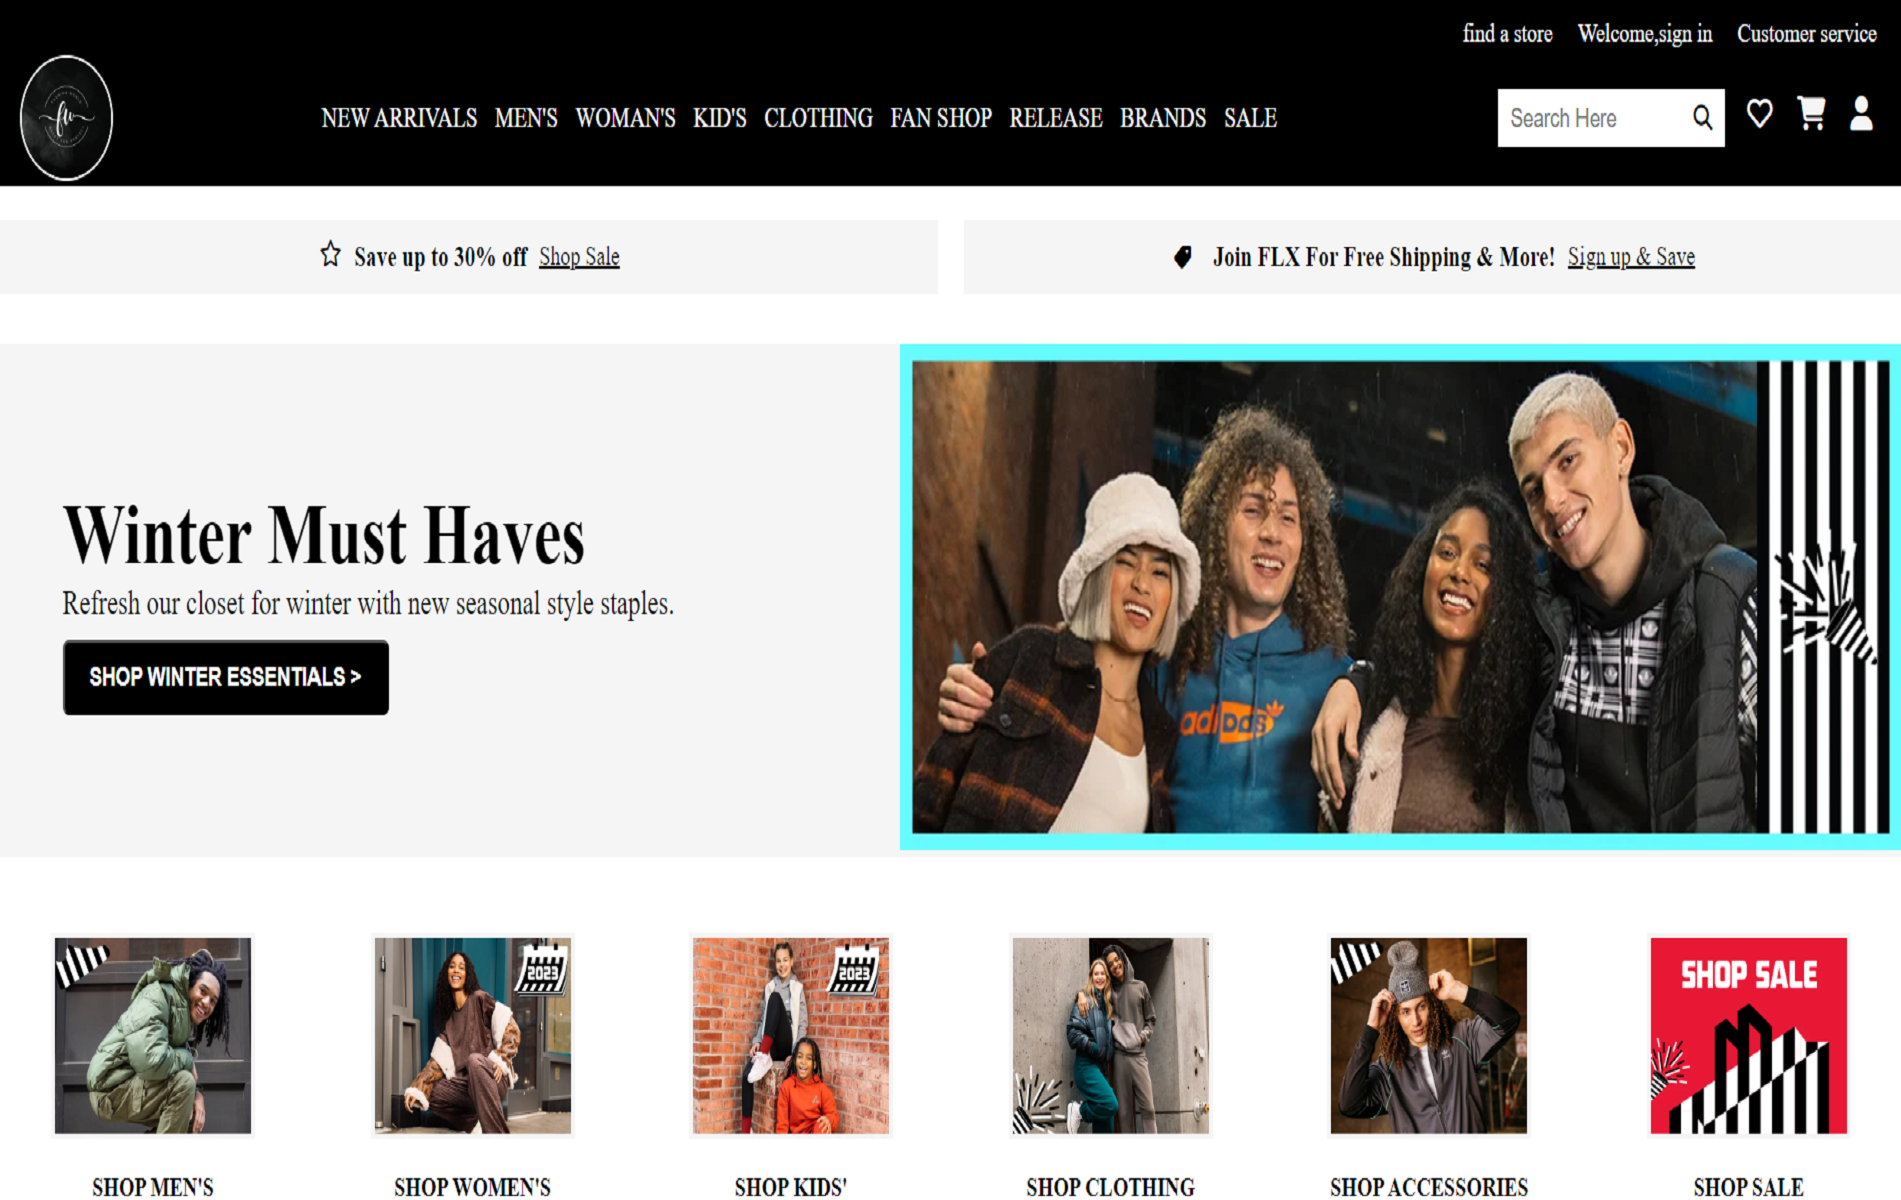 find a store Welcome,sign in Customer service
NEW ARRIVALS MEN'S WOMAN'S KID'S CLOTHING FAN SHOP RELEASE BRANDS SALE
Search Here
Save up to 30% off Shop Sale
Join FLX For Free Shipping & More! Sign up & Save
Winter Must Haves
Refresh our closet for winter with new seasonal style staples.
SHOP WINTER ESSENTIALS >
adidas
2023
2023
SHOP SALE
SHOP MEN'S
SHOP WOMEN'S
SHOP KIDS'
SHOP CLOTHING
SHOP ACCESSORIES
SHOP SALE